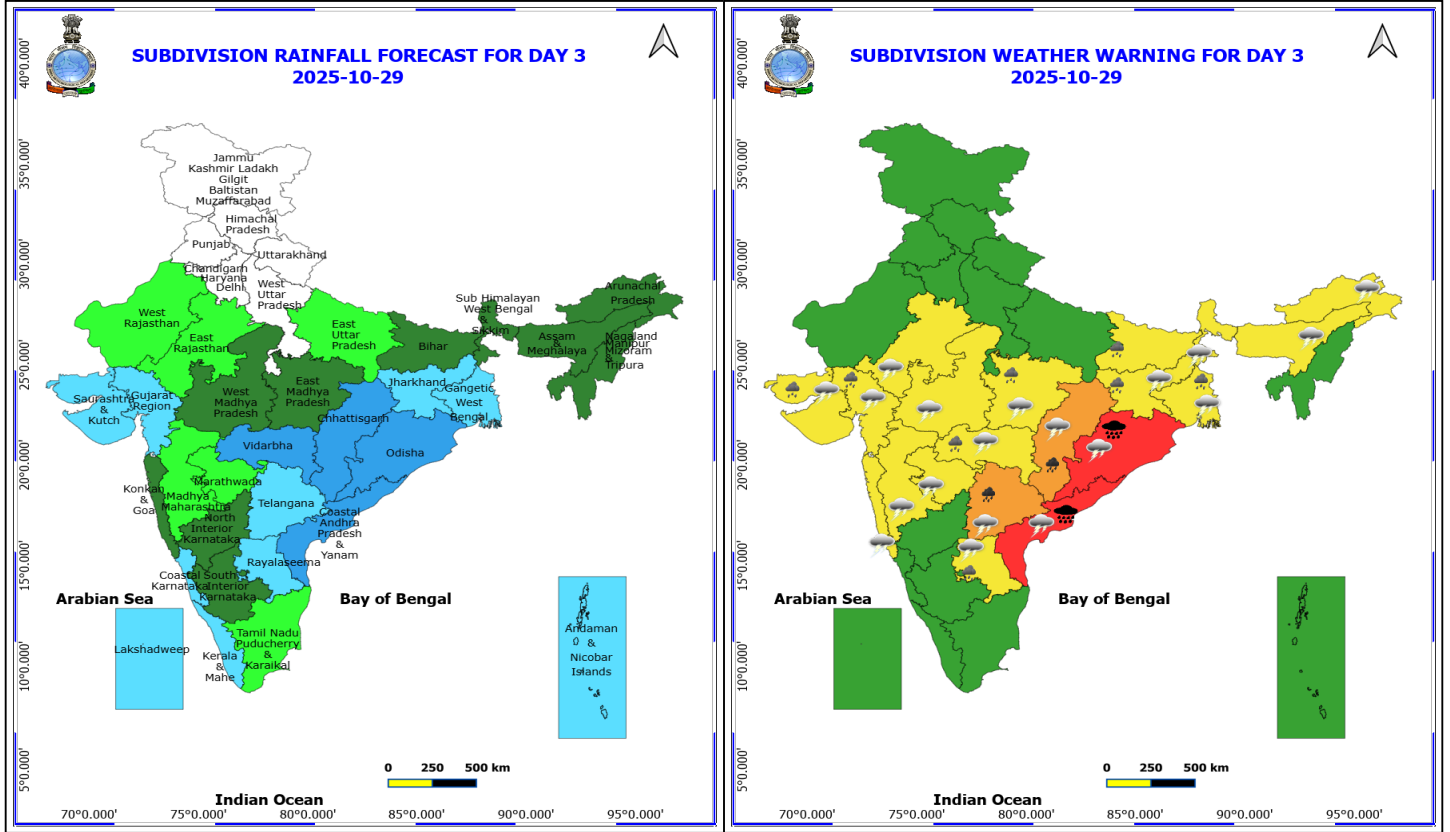 SUBDIVISION RAINFALL FORECAST FOR DAY 3
2025-10-29
40°0.000'
35°0.000'
30°0.000'
25°0.000'
20°0.000'
15°0.000'
10°0.000'
5°0.000'
Jammu
Kashmir Ladakh
Gilgit
Baltistan
Muzaffarabad
Himachal
Pradesh
Punjab
Uttarakhand
Chandigarh
Haryana
Delhi
West
Uttar
Pradesh
West
Rajasthan
East
Rajasthan
East
Uttar
Pradesh
Sub Himalayan
West Bengal
&
Sikkim
Arunachal
Pradesh
Assam
&
Meghalaya
Nagaland
Manipur
Mizoram
&
Tripura
Bihar
Jharkhand
Gangetic
West
Bengal
Saurashtra
&
Kutch
Gujarat
Region
West
Madhya
Pradesh
East
Madhya
Pradesh
Chhattisgarh
Vidarbha
Odisha
Konkan
&
Goa
Madhya
Maharashtra
Marathwada
Telangana
North
Interior
Karnataka
Coastal
Andhra
Pradesh
&
Yanam
Rayalaseema
Coastal
Karnataka
South
Interior
Karnataka
Tamil Nadu
Puducherry
&
Karaikal
Kerala
&
Mahe
Lakshadweep
Andaman
&
Nicobar
Islands
Arabian Sea
Bay of Bengal
Indian Ocean
0 250 500 km
70°0.000' 75°0.000' 80°0.000' 85°0.000' 90°0.000' 95°0.000'
SUBDIVISION WEATHER WARNING FOR DAY 3
2025-10-29
40°0.000'
35°0.000'
30°0.000'
25°0.000'
20°0.000'
15°0.000'
10°0.000'
5°0.000'
Arabian Sea
Bay of Bengal
Indian Ocean
0 250 500 km
70°0.000' 75°0.000' 80°0.000' 85°0.000' 90°0.000' 95°0.000'